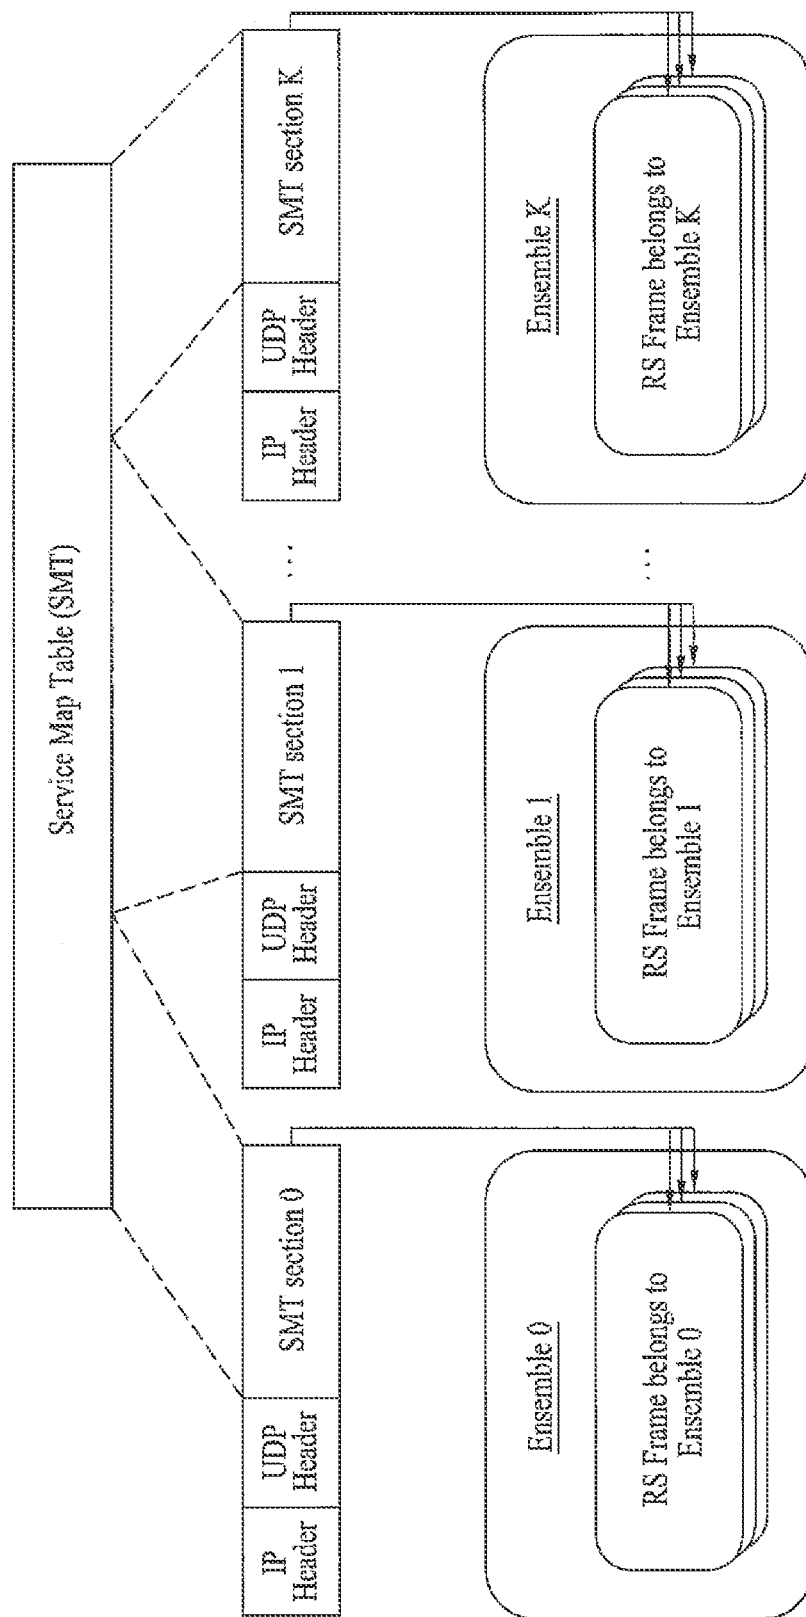 Service Map Table (SMT)
IP
Header
UDP
Header
SMT section 0
IP
Header
UDP
Header
SMT section 1
...
IP
Header
UDP
Header
SMT section K
Ensemble 0
RS Frame belongs to
Ensemble 0
Ensemble 1
RS Frame belongs to
Ensemble 1
...
Ensemble K
RS Frame belongs to
Ensemble K